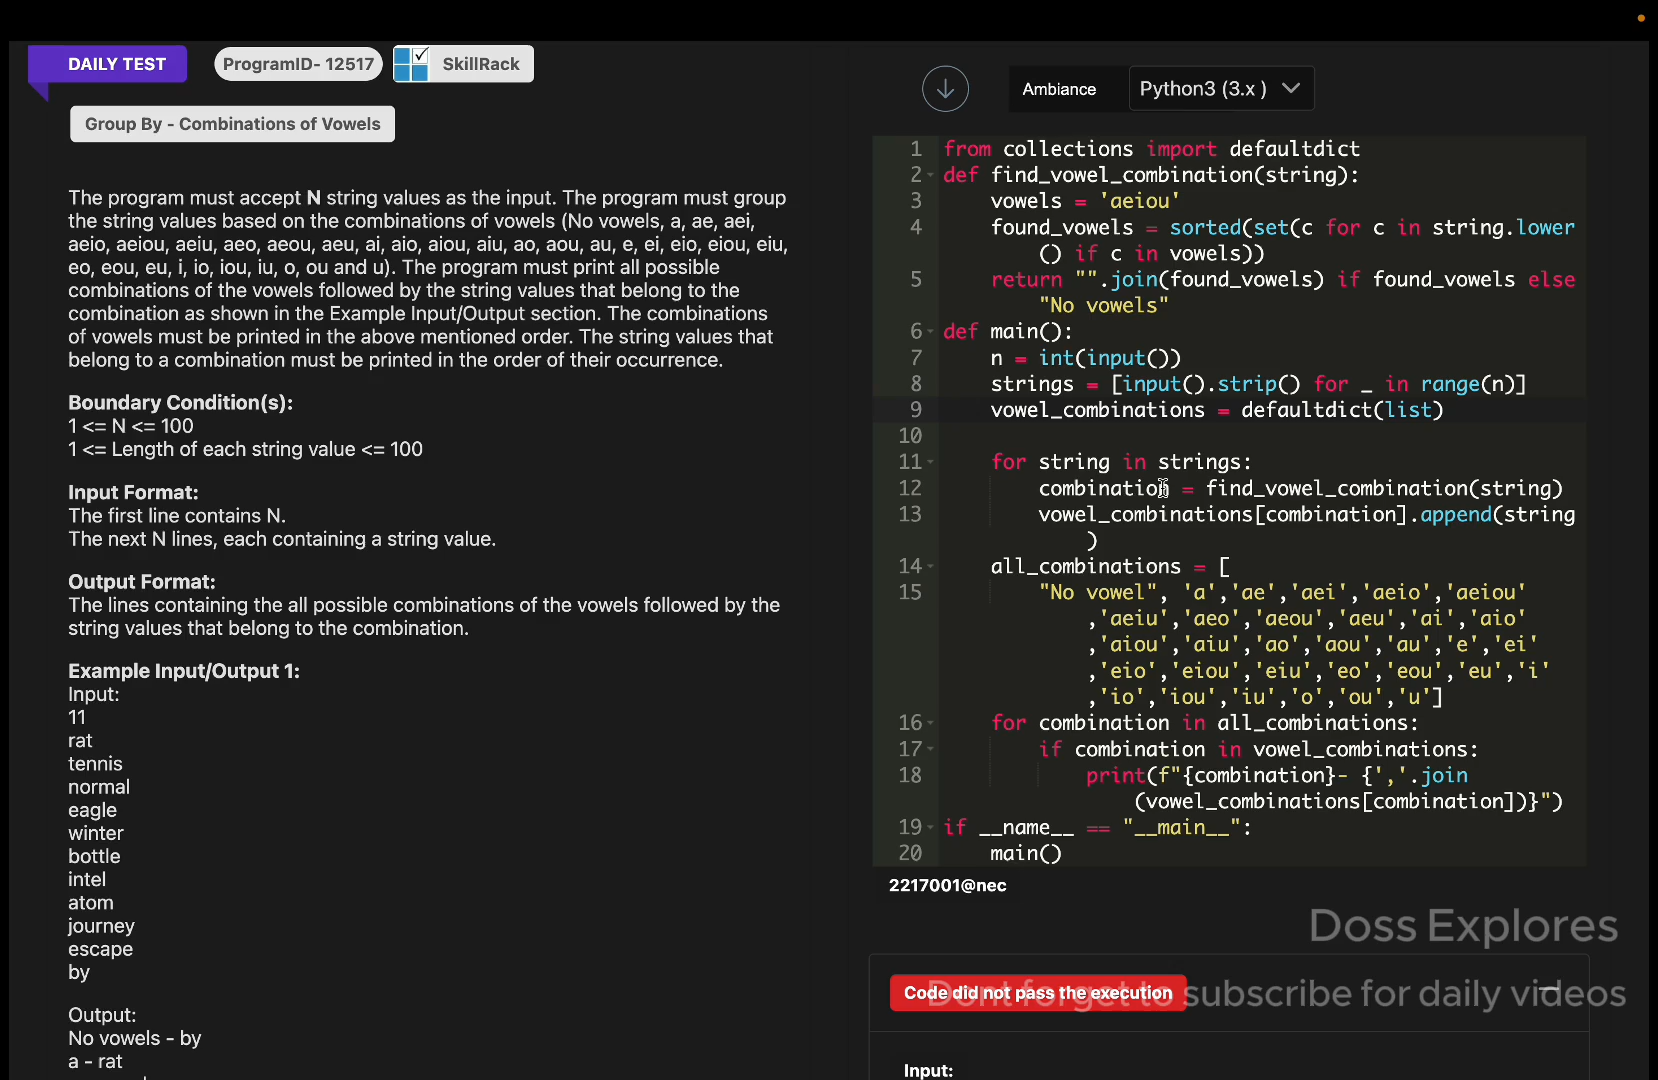 DAILY TEST
ProgramID- 12517
SkillRack
Group By - Combinations of Vowels
The program must accept N string values as the input. The program must group
the string values based on the combinations of vowels (No vowels, a, ae, aei,
aeio, aeiou, aeiu, aeo, aeou, aeu, ai, aio, aiou, aiu, ao, aou, au, e, ei, eio, eiou, eiu,
eo, eou, eu, i, io, iou, iu, o, ou and u). The program must print all possible
combinations of the vowels followed by the string values that belong to the
combination as shown in the Example Input/Output section. The combinations
of vowels must be printed in the above mentioned order. The string values that
belong to a combination must be printed in the order of their occurrence.
Boundary Condition(s):
1 <= N <= 100
1 <= Length of each string value <= 100
Input Format:
The first line contains N.
The next N lines, each containing a string value.
Output Format:
The lines containing the all possible combinations of the vowels followed by the
string values that belong to the combination.
Example Input/Output 1:
Input:
11
rat
tennis
normal
eagle
winter
bottle
intel
atom
journey
escape
by
Output:
No vowels - by
a - rat
Ambiance
Python3 (3.x )
1 from collections import defaultdict
2 def find_vowel_combination(string):
3 vowels = 'aeiou'
4 found_vowels = sorted(set(c for c in string.lower
() if c in vowels))
5 return "".join(found_vowels) if found_vowels else
"No vowels"
6 def main():
7 n = int(input())
8 strings = [input().strip() for _ in range(n)]
9 vowel_combinations = defaultdict(list)
10
11 for string in strings:
12 combination = find_vowel_combination(string)
13 vowel_combinations[combination].append(string
)
14 all_combinations = [
15 "No vowel", 'a','ae','aei','aeio','aeiou'
,'aeiu','aeo','aeou','aeu','ai','aio'
,'aiou','aiu','ao','aou','au','e','ei'
,'eio','eiou','eiu','eo','eou','eu','i'
,'io','iou','iu','o','ou','u']
16 for combination in all_combinations:
17 if combination in vowel_combinations:
18 print(f"{combination}- {','.join
(vowel_combinations[combination])}")
19 if __name__ == "__main__":
20 main()
2217001@nec
Doss Explores
Code did not pass the execution
Dont forget to subscribe for daily videos
Input: